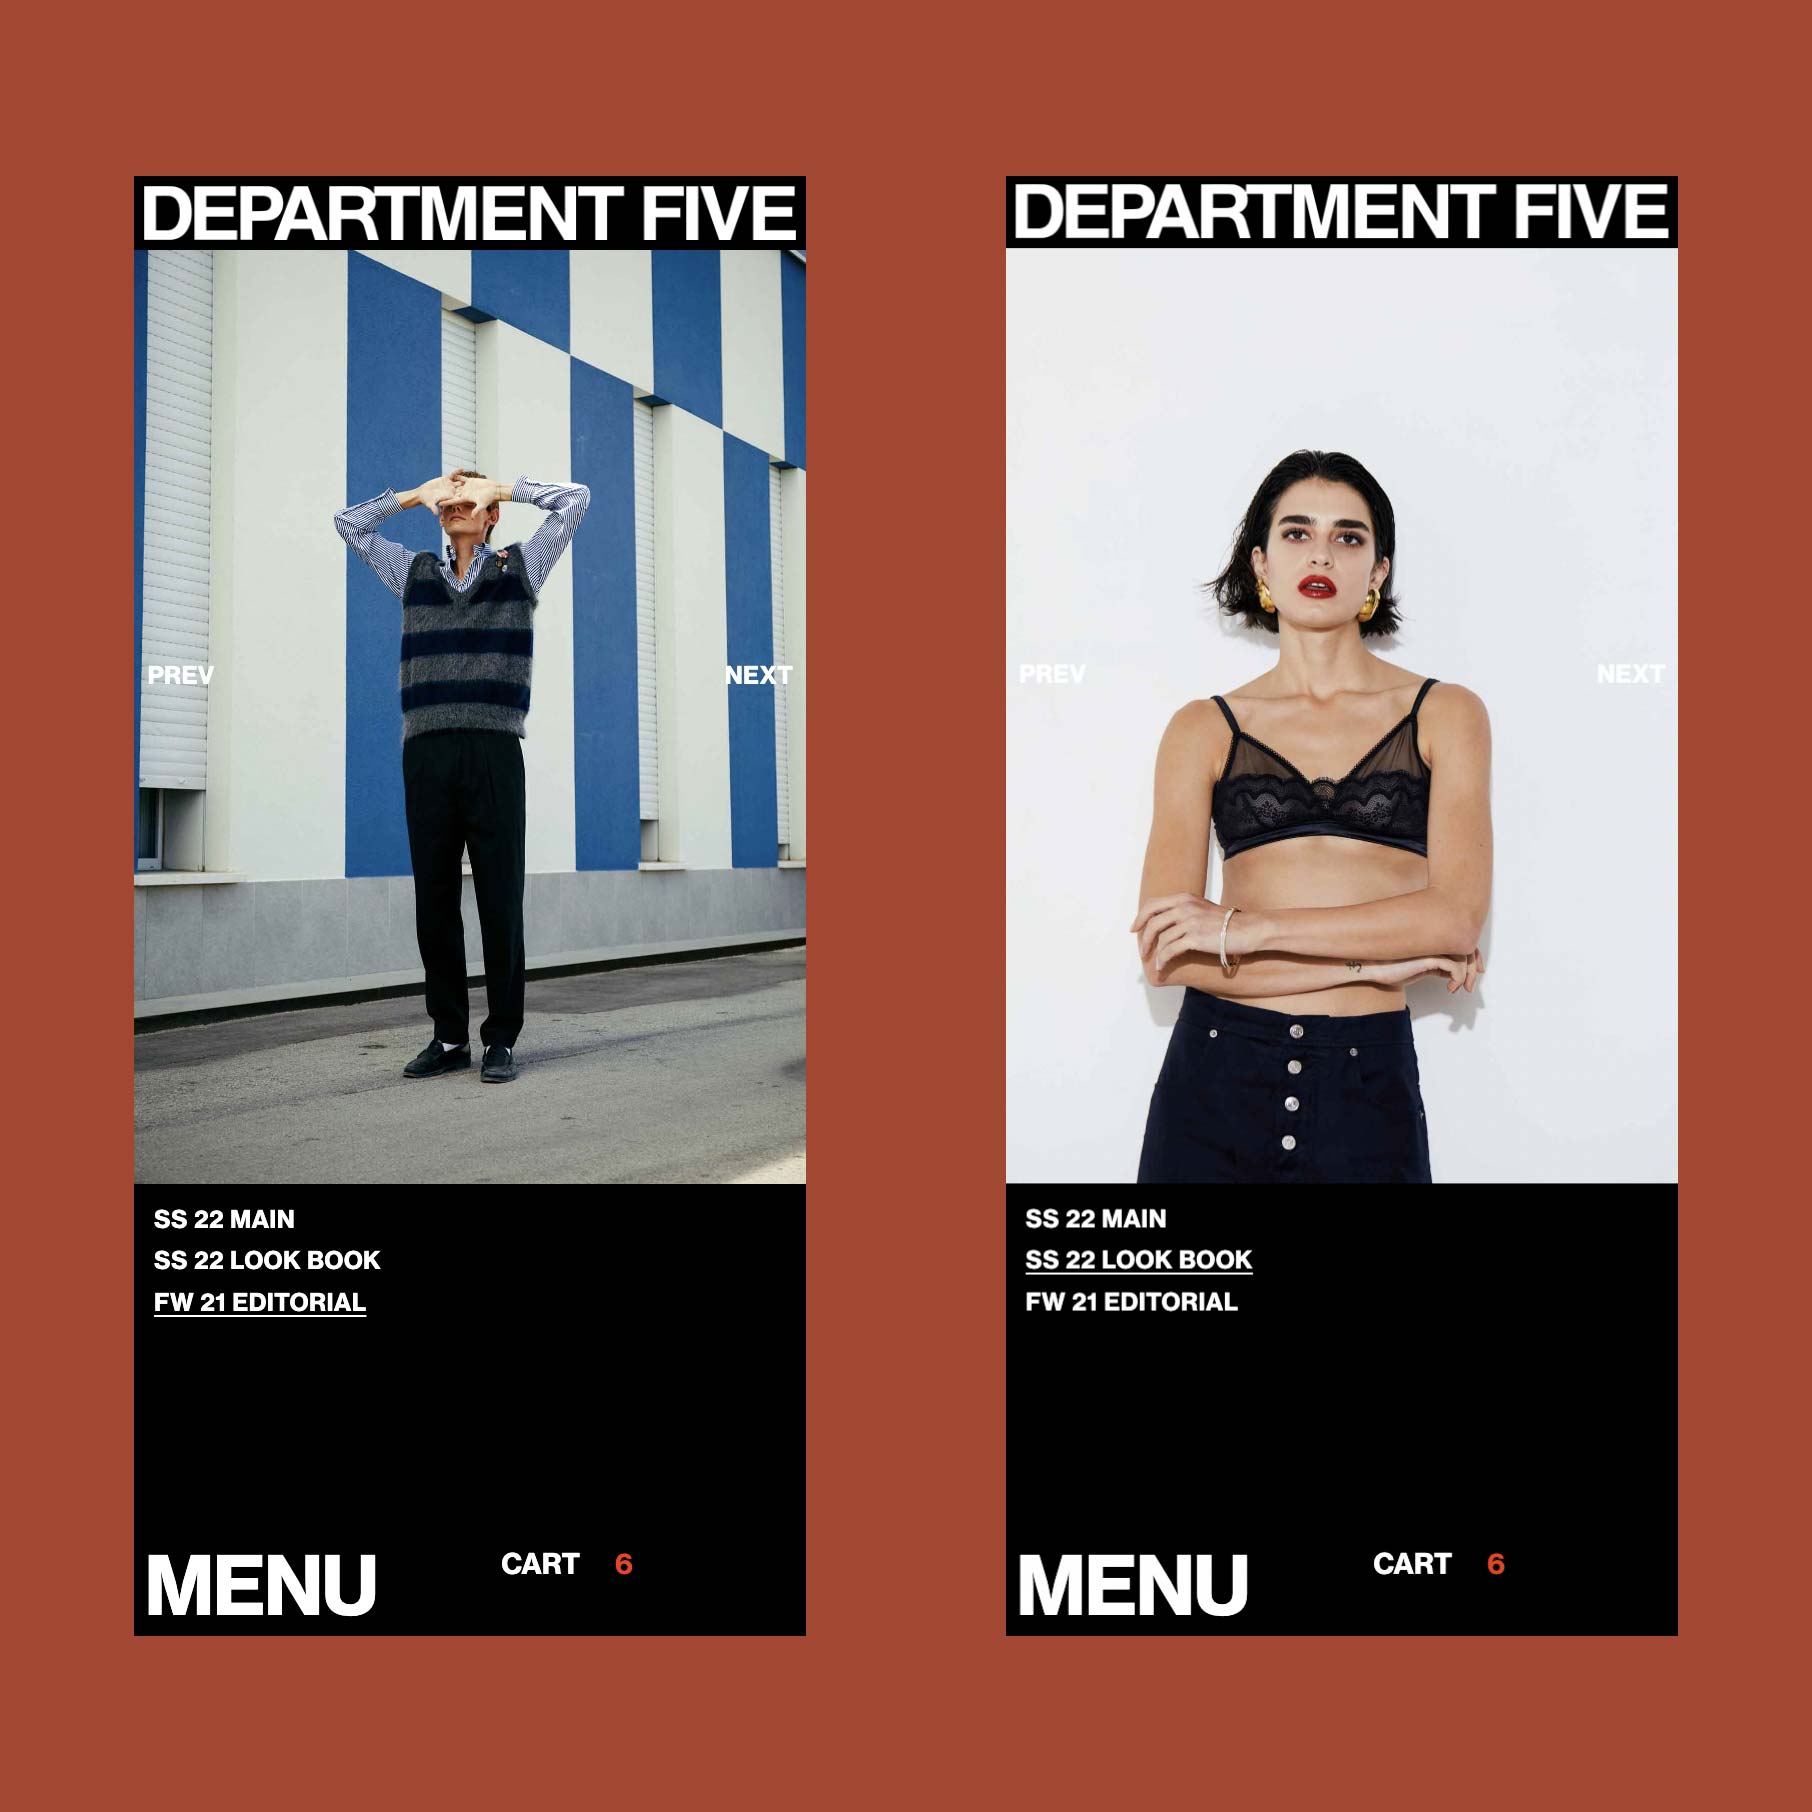 DEPARTMENT FIVE
PREV
NEXT
SS 22 MAIN
SS 22 LOOK BOOK
FW 21 EDITORIAL
MENU
CART 6
DEPARTMENT FIVE
PREV
NEXT
SS 22 MAIN
SS 22 LOOK BOOK
FW 21 EDITORIAL
MENU
CART 6